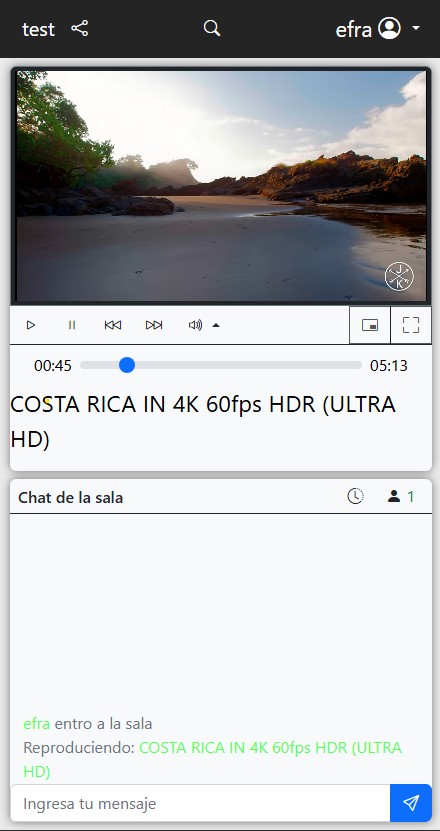 test
efra
J
K
00:45
05:13
COSTA RICA IN 4K 60fps HDR (ULTRA
HD)
Chat de la sala
1
efra entro a la sala
Reproduciendo: COSTA RICA IN 4K 60fps HDR (ULTRA
HD)
Ingresa tu mensaje